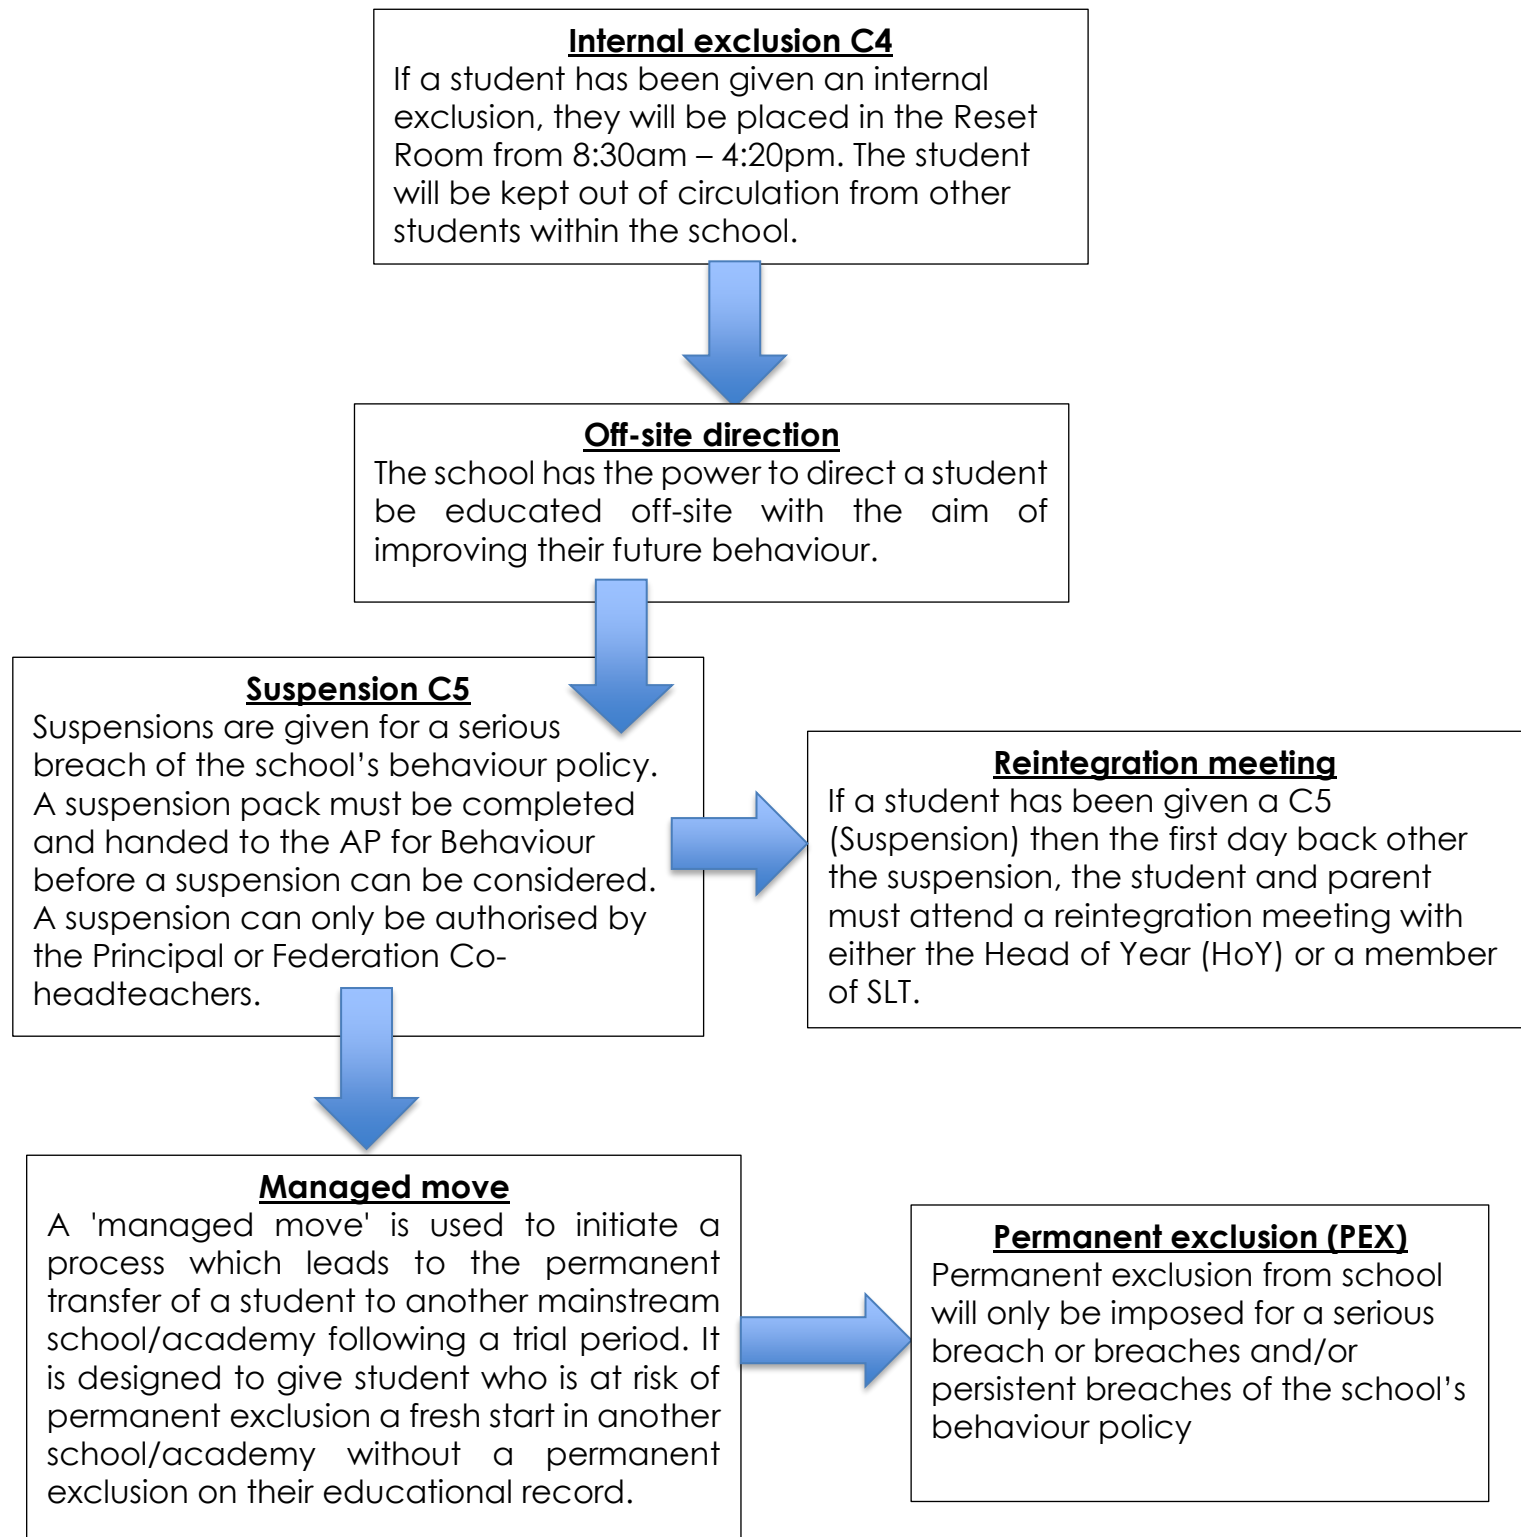 Internal exclusion C4
If a student has been given an internal
exclusion, they will be placed in the Reset
Room from 8:30am – 4:20pm. The student
will be kept out of circulation from other
students within the school.
Off-site direction
The school has the power to direct a student
be educated off-site with the aim of
improving their future behaviour.
Suspension C5
Suspensions are given for a serious
breach of the school’s behaviour policy.
A suspension pack must be completed
and handed to the AP for Behaviour
before a suspension can be considered.
A suspension can only be authorised by
the Principal or Federation Co-
headteachers.
Reintegration meeting
If a student has been given a C5
(Suspension) then the first day back other
the suspension, the student and parent
must attend a reintegration meeting with
either the Head of Year (HoY) or a member
of SLT.
Managed move
A 'managed move' is used to initiate a
process which leads to the permanent
transfer of a student to another mainstream
school/academy following a trial period. It
is designed to give student who is at risk of
permanent exclusion a fresh start in another
school/academy without a permanent
exclusion on their educational record.
Permanent exclusion (PEX)
Permanent exclusion from school
will only be imposed for a serious
breach or breaches and/or
persistent breaches of the school’s
behaviour policy